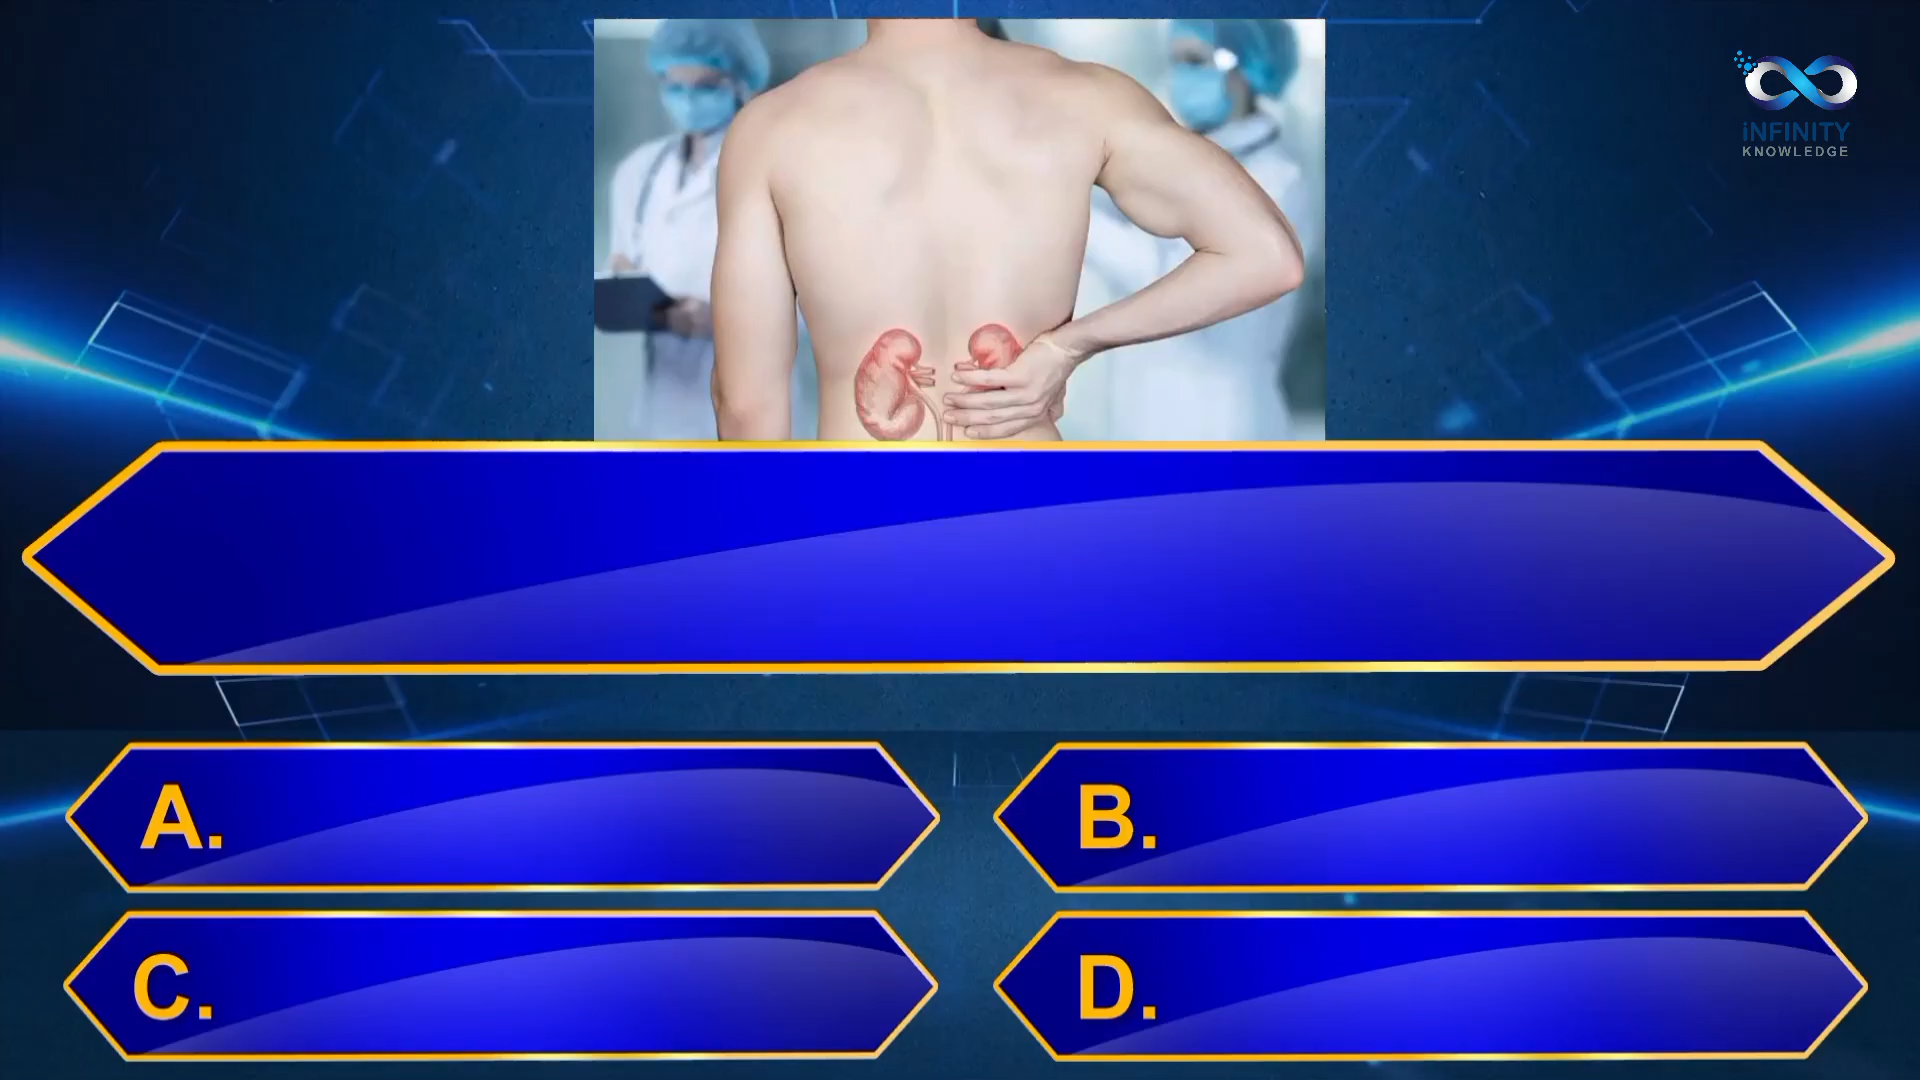 iNFINITY
KNOWLEDGE
A.
B.
C.
D.